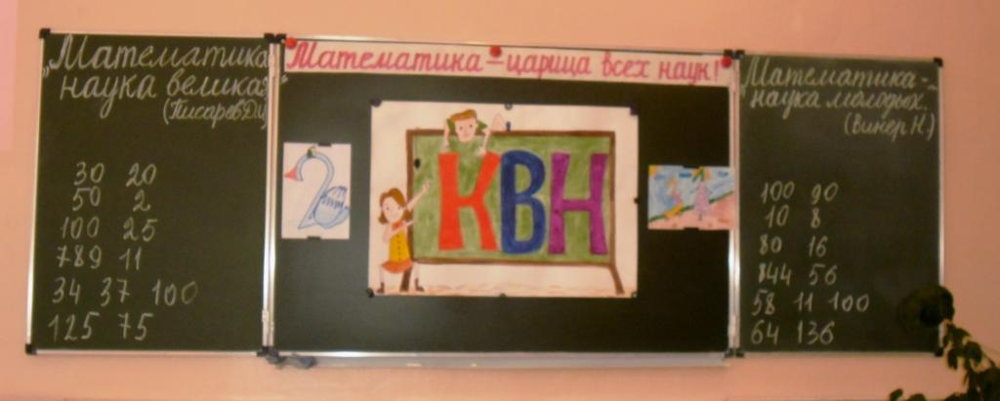 „Математика
наука великая"
(Писарев Д.И)
30 20
50 2
100 25
789 11
34 37 100
125 75
Математика – царица всех наук!
2
КВН
„Математика-
наука молодых"
(Винер Н.)
100 90
10 8
80 16
844 56
58 11 100
64 136